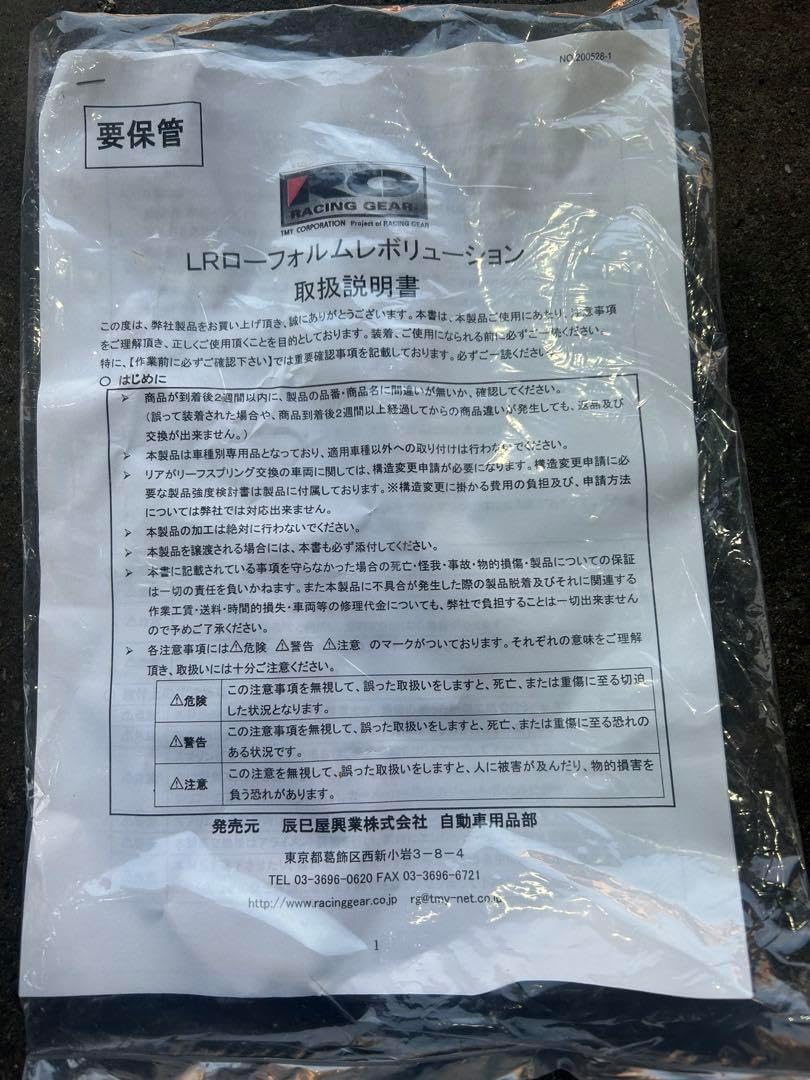 NO.200528-1
要保管
RG
RACING GEAR
TMY CORPORATION Project of RACING GEAR
LRローフォルムレボリューション
取扱説明書
この度は、弊社製品をお買い上げ頂き、誠にありがとうございます。本書は、本製品ご使用にあたり、注意事項
をご理解頂き、正しくご使用頂くことを目的としております。装着、ご使用になられる前に必ずご一読ください。
特に、【作業前に必ずご確認下さい】では重要確認事項を記載しております。必ずご一読ください。
○ はじめに
➢ 商品が到着後2週間以内に、製品の品番・商品名に間違いが無いか、確認してください。
(誤って装着された場合や、商品到着後2週間以上経過してからの商品違いが発生しても、返品及び
交換が出来ません。)
➢ 本製品は車種別専用品となっており、適用車種以外への取り付けは行わないでください。
➢ リアがリーフスプリング交換の車両に関しては、構造変更申請が必要になります。構造変更申請に必
要な製品強度検討書は製品に付属しております。※構造変更に掛かる費用の負担及び、申請方法
については弊社では対応出来ません。
➢ 本製品の加工は絶対に行わないでください。
➢ 本製品を譲渡される場合には、本書も必ず添付してください。
➢ 本書に記載されている事項を守らなかった場合の死亡・怪我・事故・物的損傷・製品についての保証
は一切の責任を負いかねます。また本製品に不具合が発生した際の製品脱着及びそれに関連する
作業工賃・送料・時間的損失・車両等の修理代金についても、弊社で負担することは一切出来ません
ので予めご了承ください。
➢ 各注意事項には⚠危険 ⚠警告 ⚠注意 のマークがついております。それぞれの意味をご理解
頂き、取扱いには十分ご注意ください。
⚠危険 この注意事項を無視して、誤った取扱いをしますと、死亡、または重傷に至る切迫
した状況となります。
⚠警告 この注意事項を無視して、誤った取扱いをしますと、死亡、または重傷に至る恐れの
ある状況です。
⚠注意 この注意を無視して、誤った取扱いをしますと、人に被害が及んだり、物的損害を
負う恐れがあります。
発売元 辰巳屋興業株式会社 自動車用品部
東京都葛飾区西新小岩3-8-4
TEL 03-3696-0620 FAX 03-3696-6721
http://www.racinggear.co.jp rg@tmy-net.co.jp
1